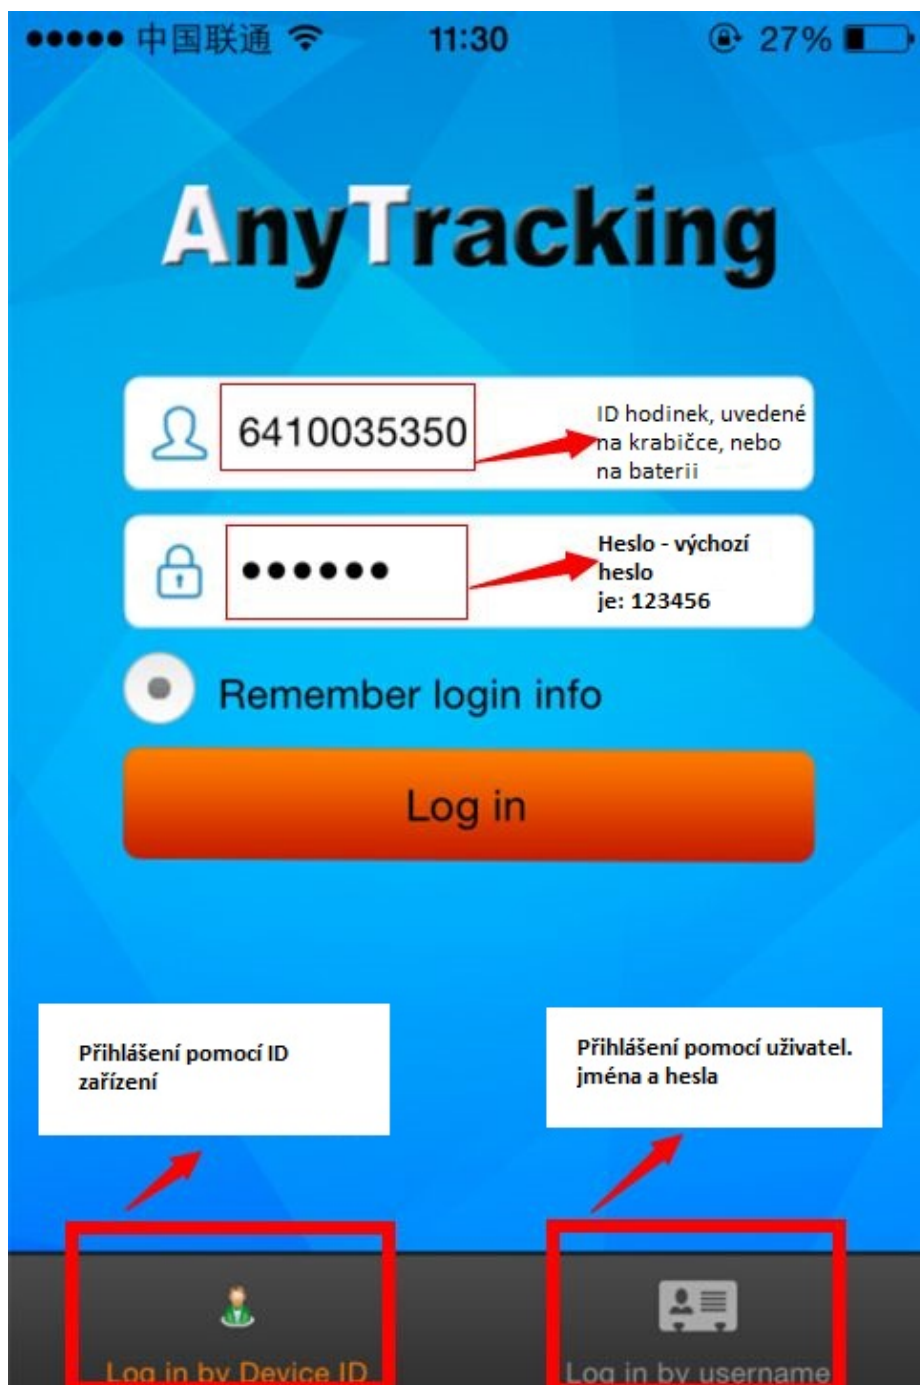 中国联通 11:30 27%
AnyTracking
6410035350
ID hodinek, uvedené
na krabičce, nebo
na baterii
Heslo - výchozí
heslo
je: 123456
Remember login info
Log in
Přihlášení pomocí ID
zařízení
Přihlášení pomocí uživatel.
jména a hesla
Log in by Device ID
Log in by username